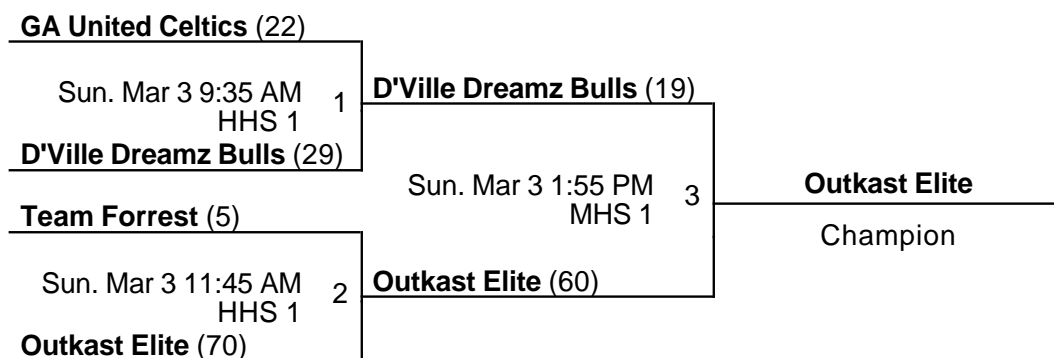 GA United Celtics (22)
Sun. Mar 3 9:35 AM
HHS 1
1
D'Ville Dreamz Bulls (29)
D'Ville Dreamz Bulls (19)
Team Forrest (5)
Sun. Mar 3 11:45 AM
HHS 1
2
Outkast Elite (70)
Outkast Elite (60)
Sun. Mar 3 1:55 PM
MHS 1
3
Outkast Elite
Champion